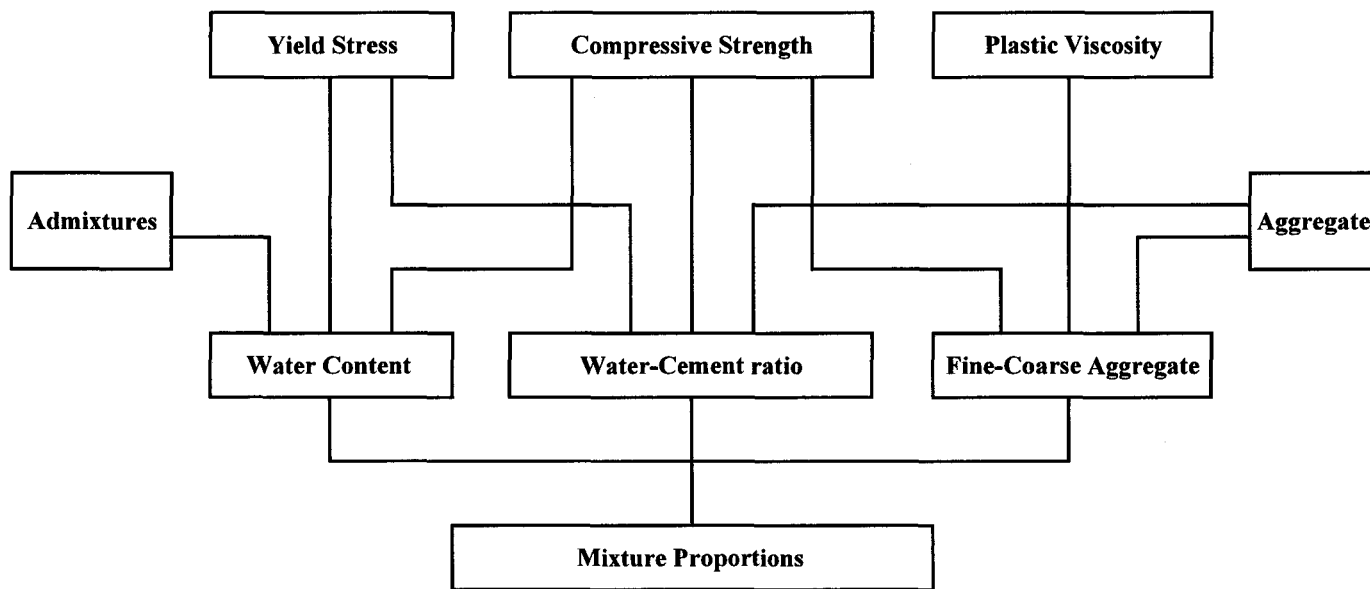 Yield Stress
Compressive Strength
Plastic Viscosity
Admixtures
Aggregate
Water Content
Water-Cement ratio
Fine-Coarse Aggregate
Mixture Proportions